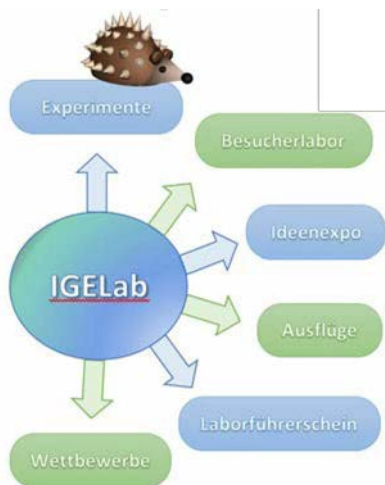 Experimente
Besucherlabor
Ideenexpo
IGELab
Ausflüge
Laborführerschein
Wettbewerbe